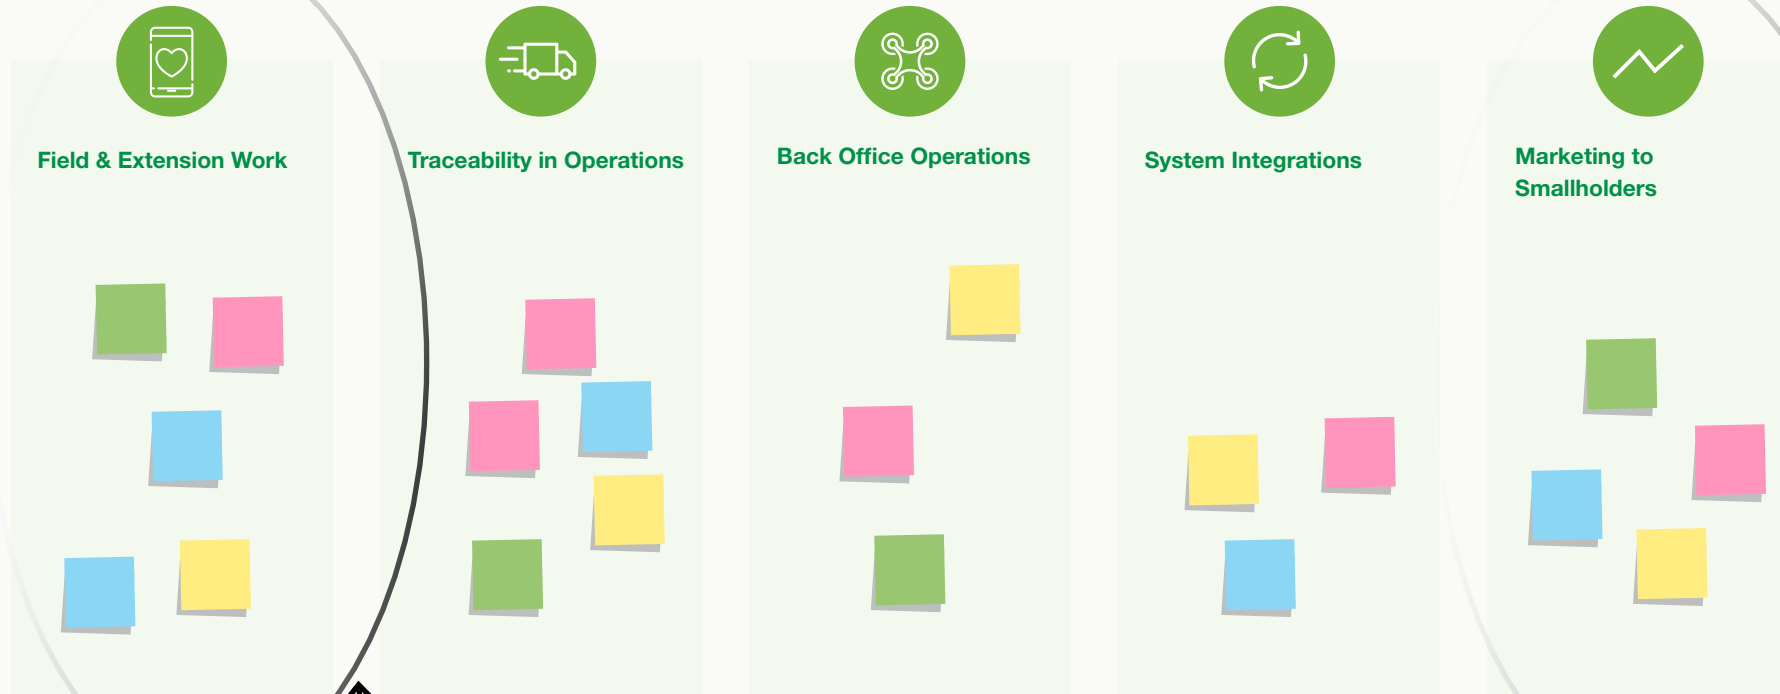 Field & Extension Work
Traceability in Operations
Back Office Operations
System Integrations
Marketing to
Smallholders